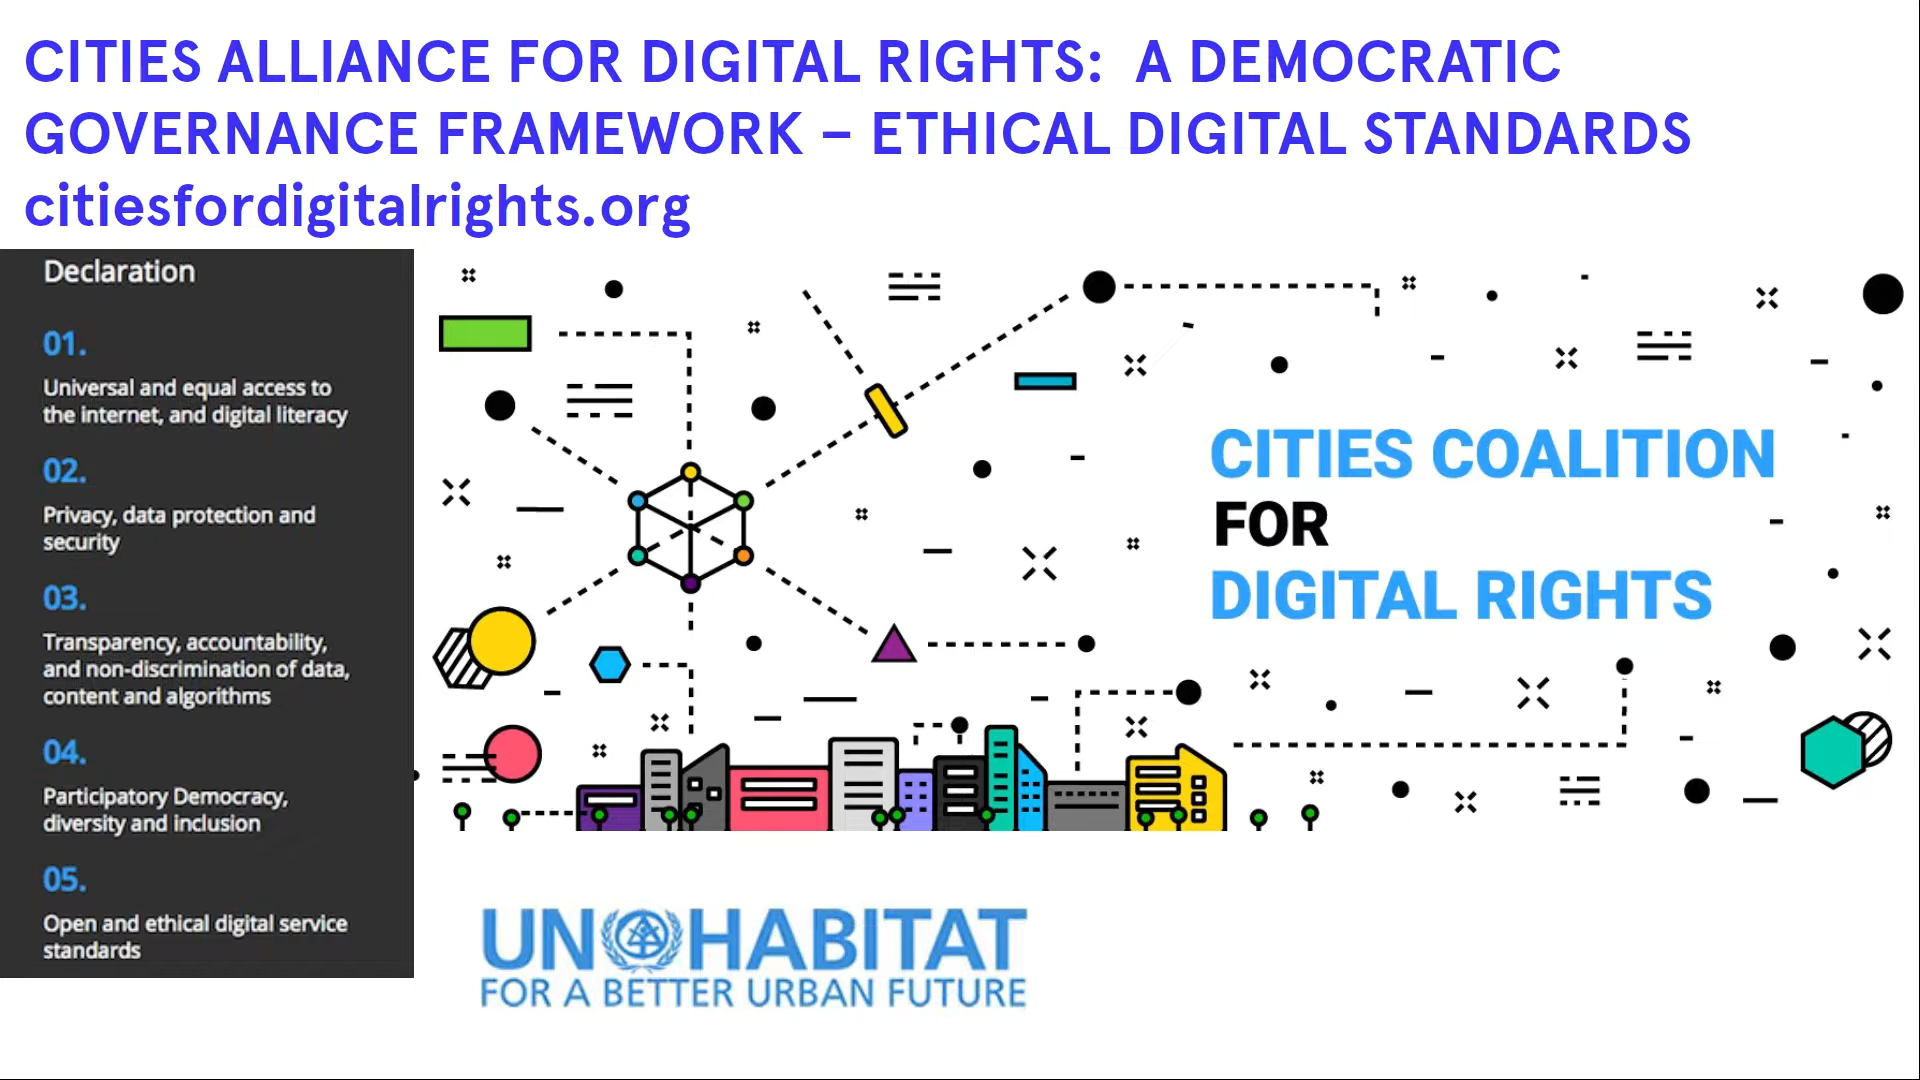 CITIES ALLIANCE FOR DIGITAL RIGHTS: A DEMOCRATIC
GOVERNANCE FRAMEWORK – ETHICAL DIGITAL STANDARDS
citiesfordigitalrights.org
Declaration
01.
Universal and equal access to
the internet, and digital literacy
02.
Privacy, data protection and
security
03.
Transparency, accountability,
and non-discrimination of data,
content and algorithms
04.
Participatory Democracy,
diversity and inclusion
05.
Open and ethical digital service
standards
CITIES COALITION
FOR
DIGITAL RIGHTS
UN HABITAT
FOR A BETTER URBAN FUTURE